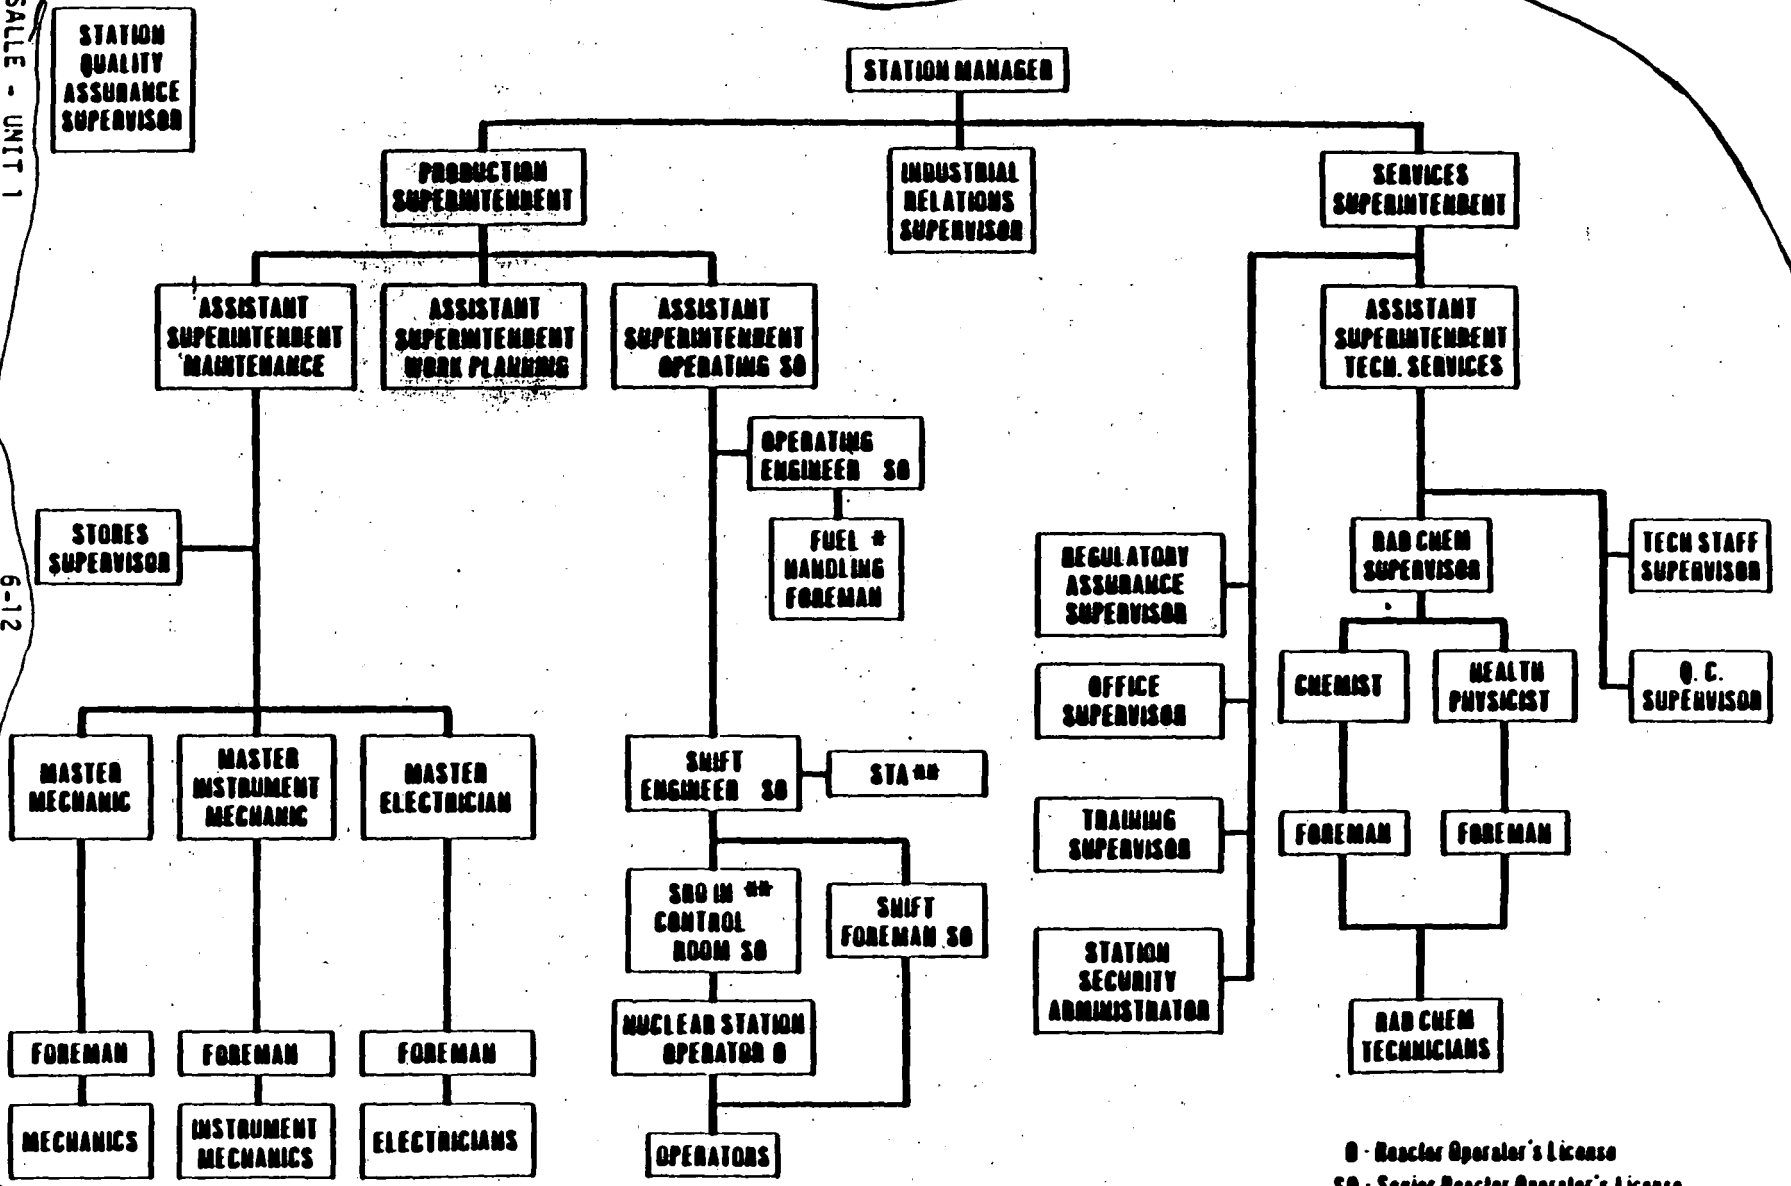 SALLE - UNIT 1
6-12
STATION
QUALITY
ASSURANCE
SUPERVISOR
STATION MANAGER
PRODUCTION
SUPERINTENDENT
INDUSTRIAL
RELATIONS
SUPERVISOR
SERVICES
SUPERINTENDENT
ASSISTANT
SUPERINTENDENT
MAINTENANCE
ASSISTANT
SUPERINTENDENT
WORK PLANNING
ASSISTANT
SUPERINTENDENT
OPERATING SO
ASSISTANT
SUPERINTENDENT
TECH. SERVICES
OPERATING
ENGINEER SO
FUEL *
HANDLING
FOREMAN
STORES
SUPERVISOR
REGULATORY
ASSURANCE
SUPERVISOR
RAD CHEM
SUPERVISOR
TECH STAFF
SUPERVISOR
OFFICE
SUPERVISOR
CHEMIST
HEALTH
PHYSICIST
Q. C.
SUPERVISOR
MASTER
MECHANIC
MASTER
INSTRUMENT
MECHANIC
MASTER
ELECTRICIAN
SHIFT
ENGINEER SO
STA **
TRAINING
SUPERVISOR
FOREMAN
FOREMAN
SRO IN **
CONTROL
ROOM SO
SHIFT
FOREMAN SO
STATION
SECURITY
ADMINISTRATOR
NUCLEAR STATION
OPERATOR O
RAD CHEM
TECHNICIANS
FOREMAN
FOREMAN
FOREMAN
MECHANICS
INSTRUMENT
MECHANICS
ELECTRICIANS
OPERATORS
O - Reactor Operator's License
SO - Senior Reactor Operator's License